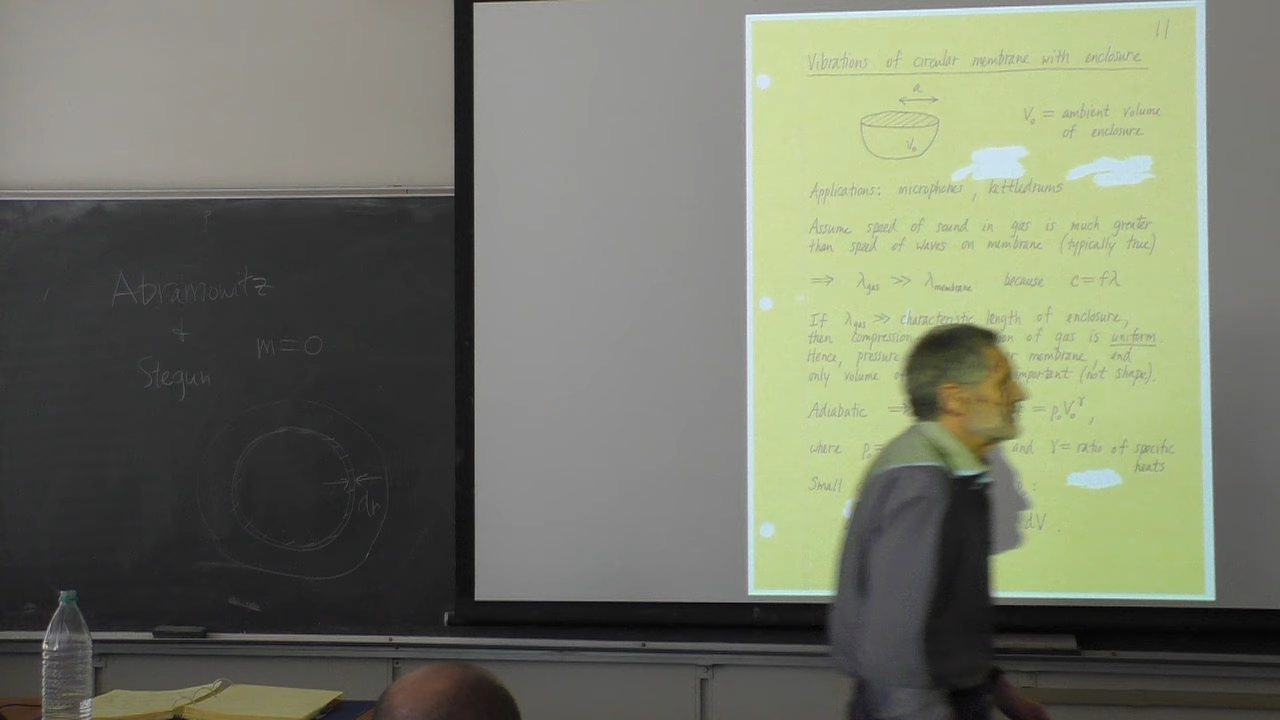 Abramowitz
+
Stegun
m=0
dr
11
Vibrations of circular membrane with enclosure
a
V₀
V₀ = ambient volume
of enclosure
Applications: microphones, kettledrums
Assume speed of sound in gas is much greater
than speed of waves on membrane (typically true)
⇒ λgas >> λmembrane because c=fλ
If λgas >> characteristic length of enclosure,
then compression of gas is uniform.
Hence, pressure membrane, and
only volume important (not shape).
Adiabatic ⇒ = p₀V₀^γ,
where p₀= and γ= ratio of specific
heats
Small :
dV.